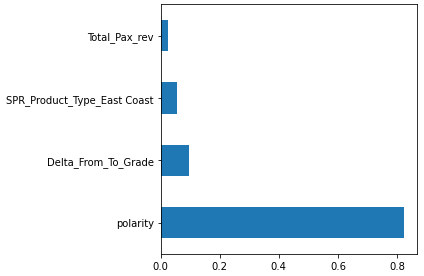 Total_Pax_rev
SPR_Product_Type_East Coast
Delta_From_To_Grade
polarity
0.0 0.2 0.4 0.6 0.8